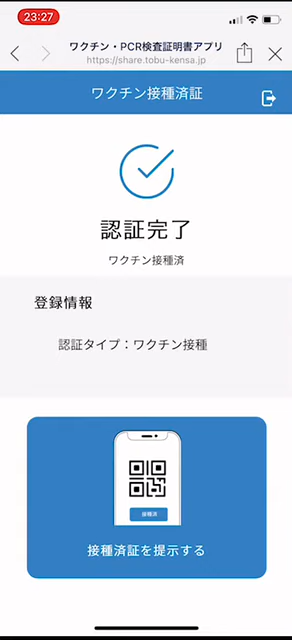 23:27
ワクチン・PCR検査証明書アプリ
https://share.tobu-kensa.jp
ワクチン接種済証
認証完了
ワクチン接種済
登録情報
認証タイプ：ワクチン接種
接種済
接種済証を提示する